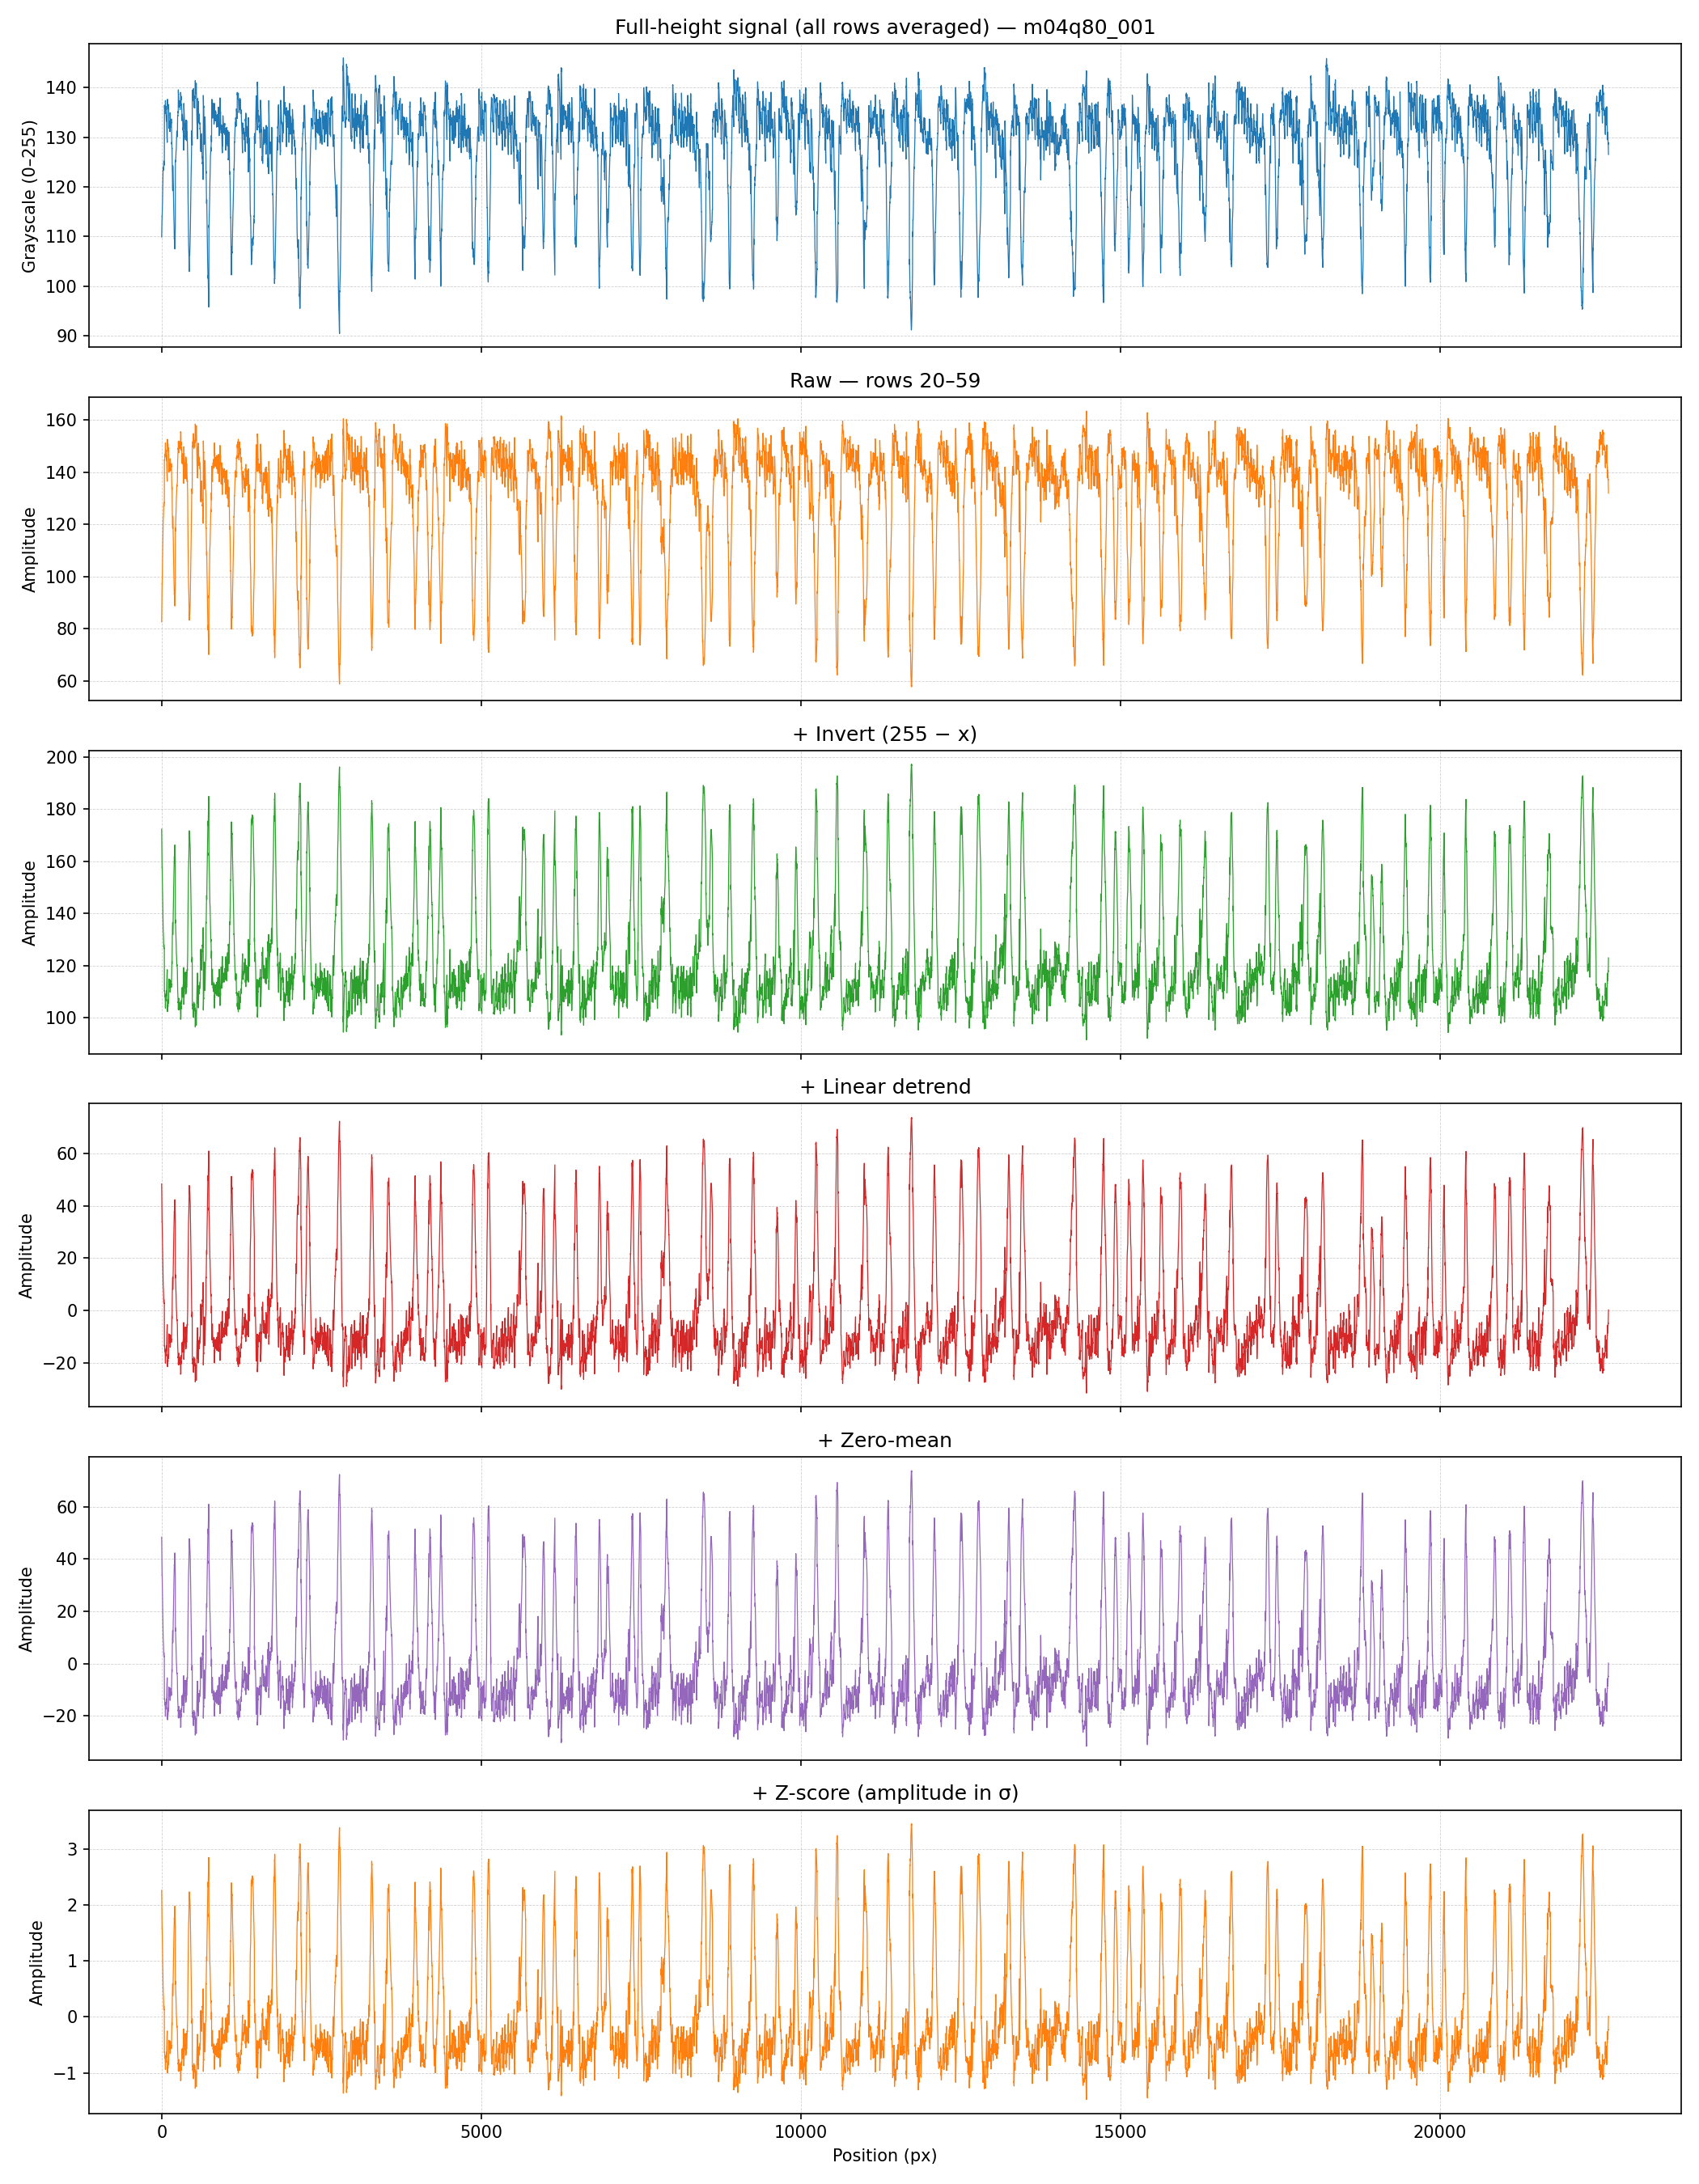 Full-height signal (all rows averaged) — m04q80_001
Grayscale (0–255)
140
130
120
110
100
90
Raw — rows 20–59
Amplitude
160
140
120
100
80
60
+ Invert (255 − x)
Amplitude
200
180
160
140
120
100
+ Linear detrend
Amplitude
60
40
20
0
−20
+ Zero-mean
Amplitude
60
40
20
0
−20
+ Z-score (amplitude in σ)
Amplitude
3
2
1
0
−1
0 5000 10000 15000 20000
Position (px)